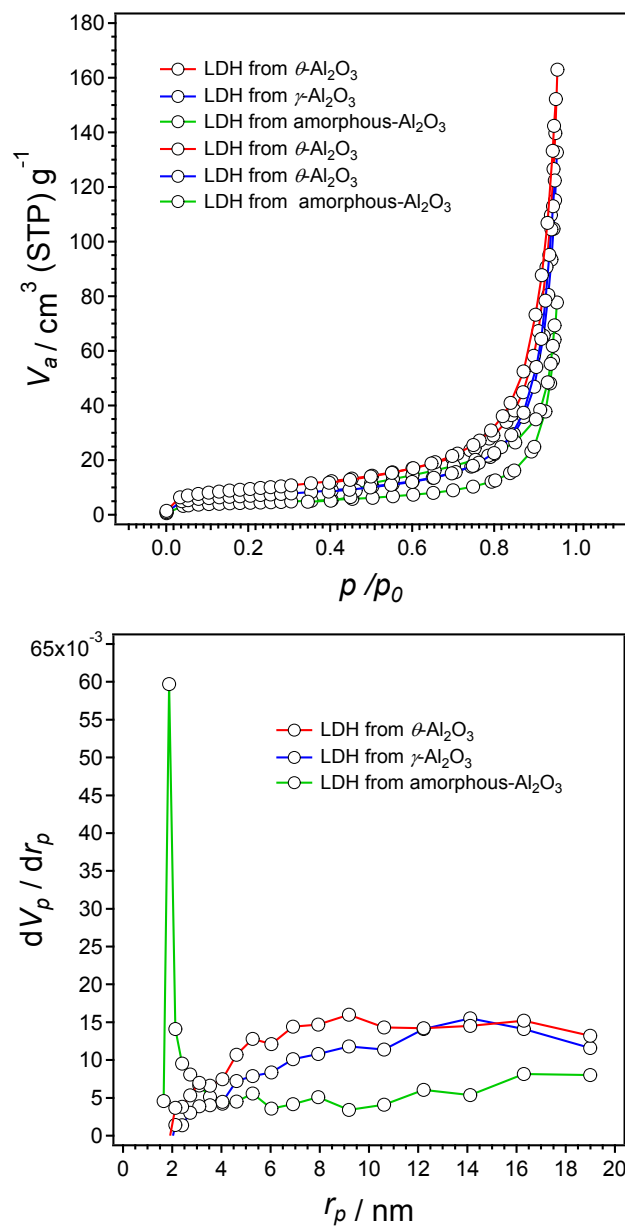 180
160
140
120
100
80
60
40
20
0
V_a / cm³ (STP) g⁻¹
LDH from θ-Al₂O₃
LDH from γ-Al₂O₃
LDH from amorphous-Al₂O₃
LDH from θ-Al₂O₃
LDH from θ-Al₂O₃
LDH from amorphous-Al₂O₃
0.0 0.2 0.4 0.6 0.8 1.0
p /p₀
65x10⁻³
60
55
50
45
40
35
30
25
20
15
10
5
0
dV_p / dr_p
LDH from θ-Al₂O₃
LDH from γ-Al₂O₃
LDH from amorphous-Al₂O₃
0 2 4 6 8 10 12 14 16 18 20
r_p / nm